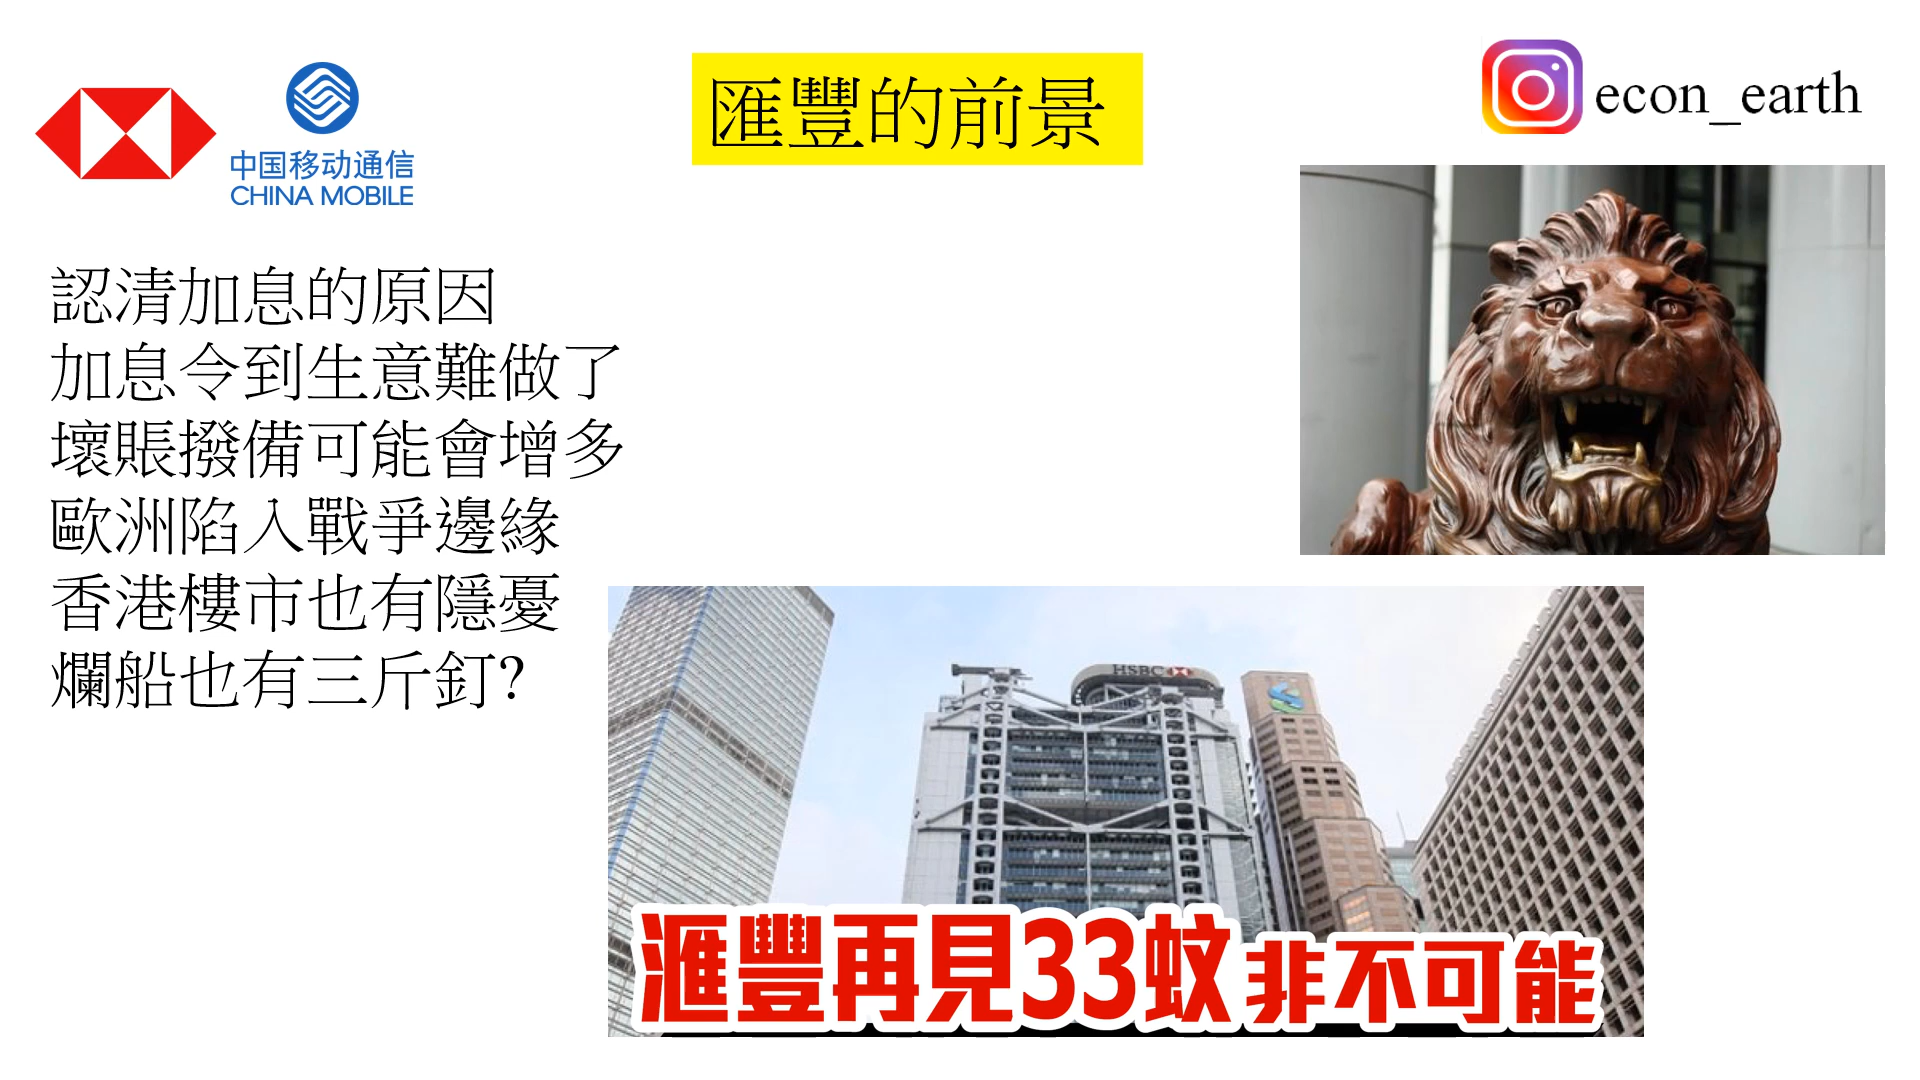 中国移动通信
CHINA MOBILE
匯豐的前景
econ_earth
認清加息的原因
加息令到生意難做了
壞賬撥備可能會增多
歐洲陷入戰爭邊緣
香港樓市也有隱憂
爛船也有三斤釘?
HSBC
滙豐再見33蚊非不可能